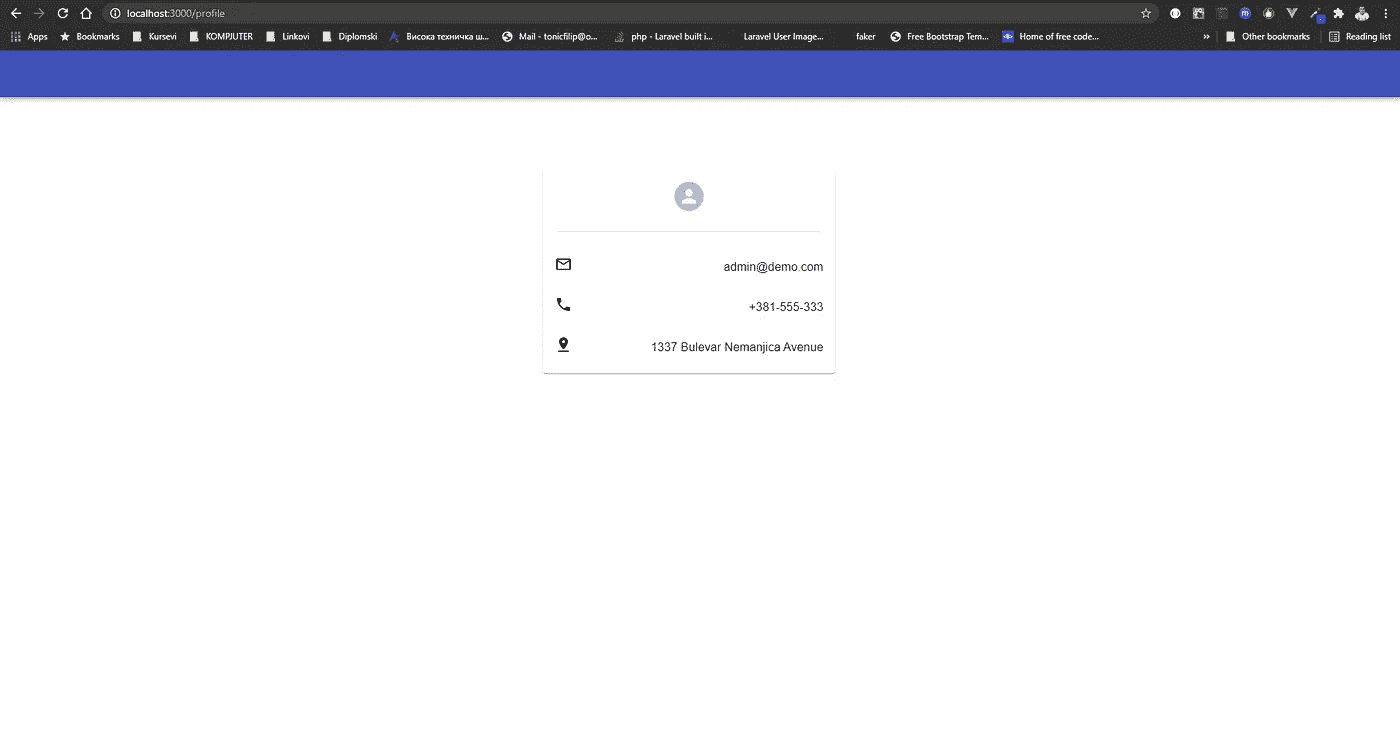 localhost:3000/profile
Apps Bookmarks Kursevi KOMPJUTER Linkovi Diplomski Висока техничка ш... Mail - tonicfilip@o... php - Laravel built i... Laravel User Image... faker Free Bootstrap Tem... Home of free code... » Other bookmarks Reading list
admin@demo.com
+381-555-333
1337 Bulevar Nemanjica Avenue